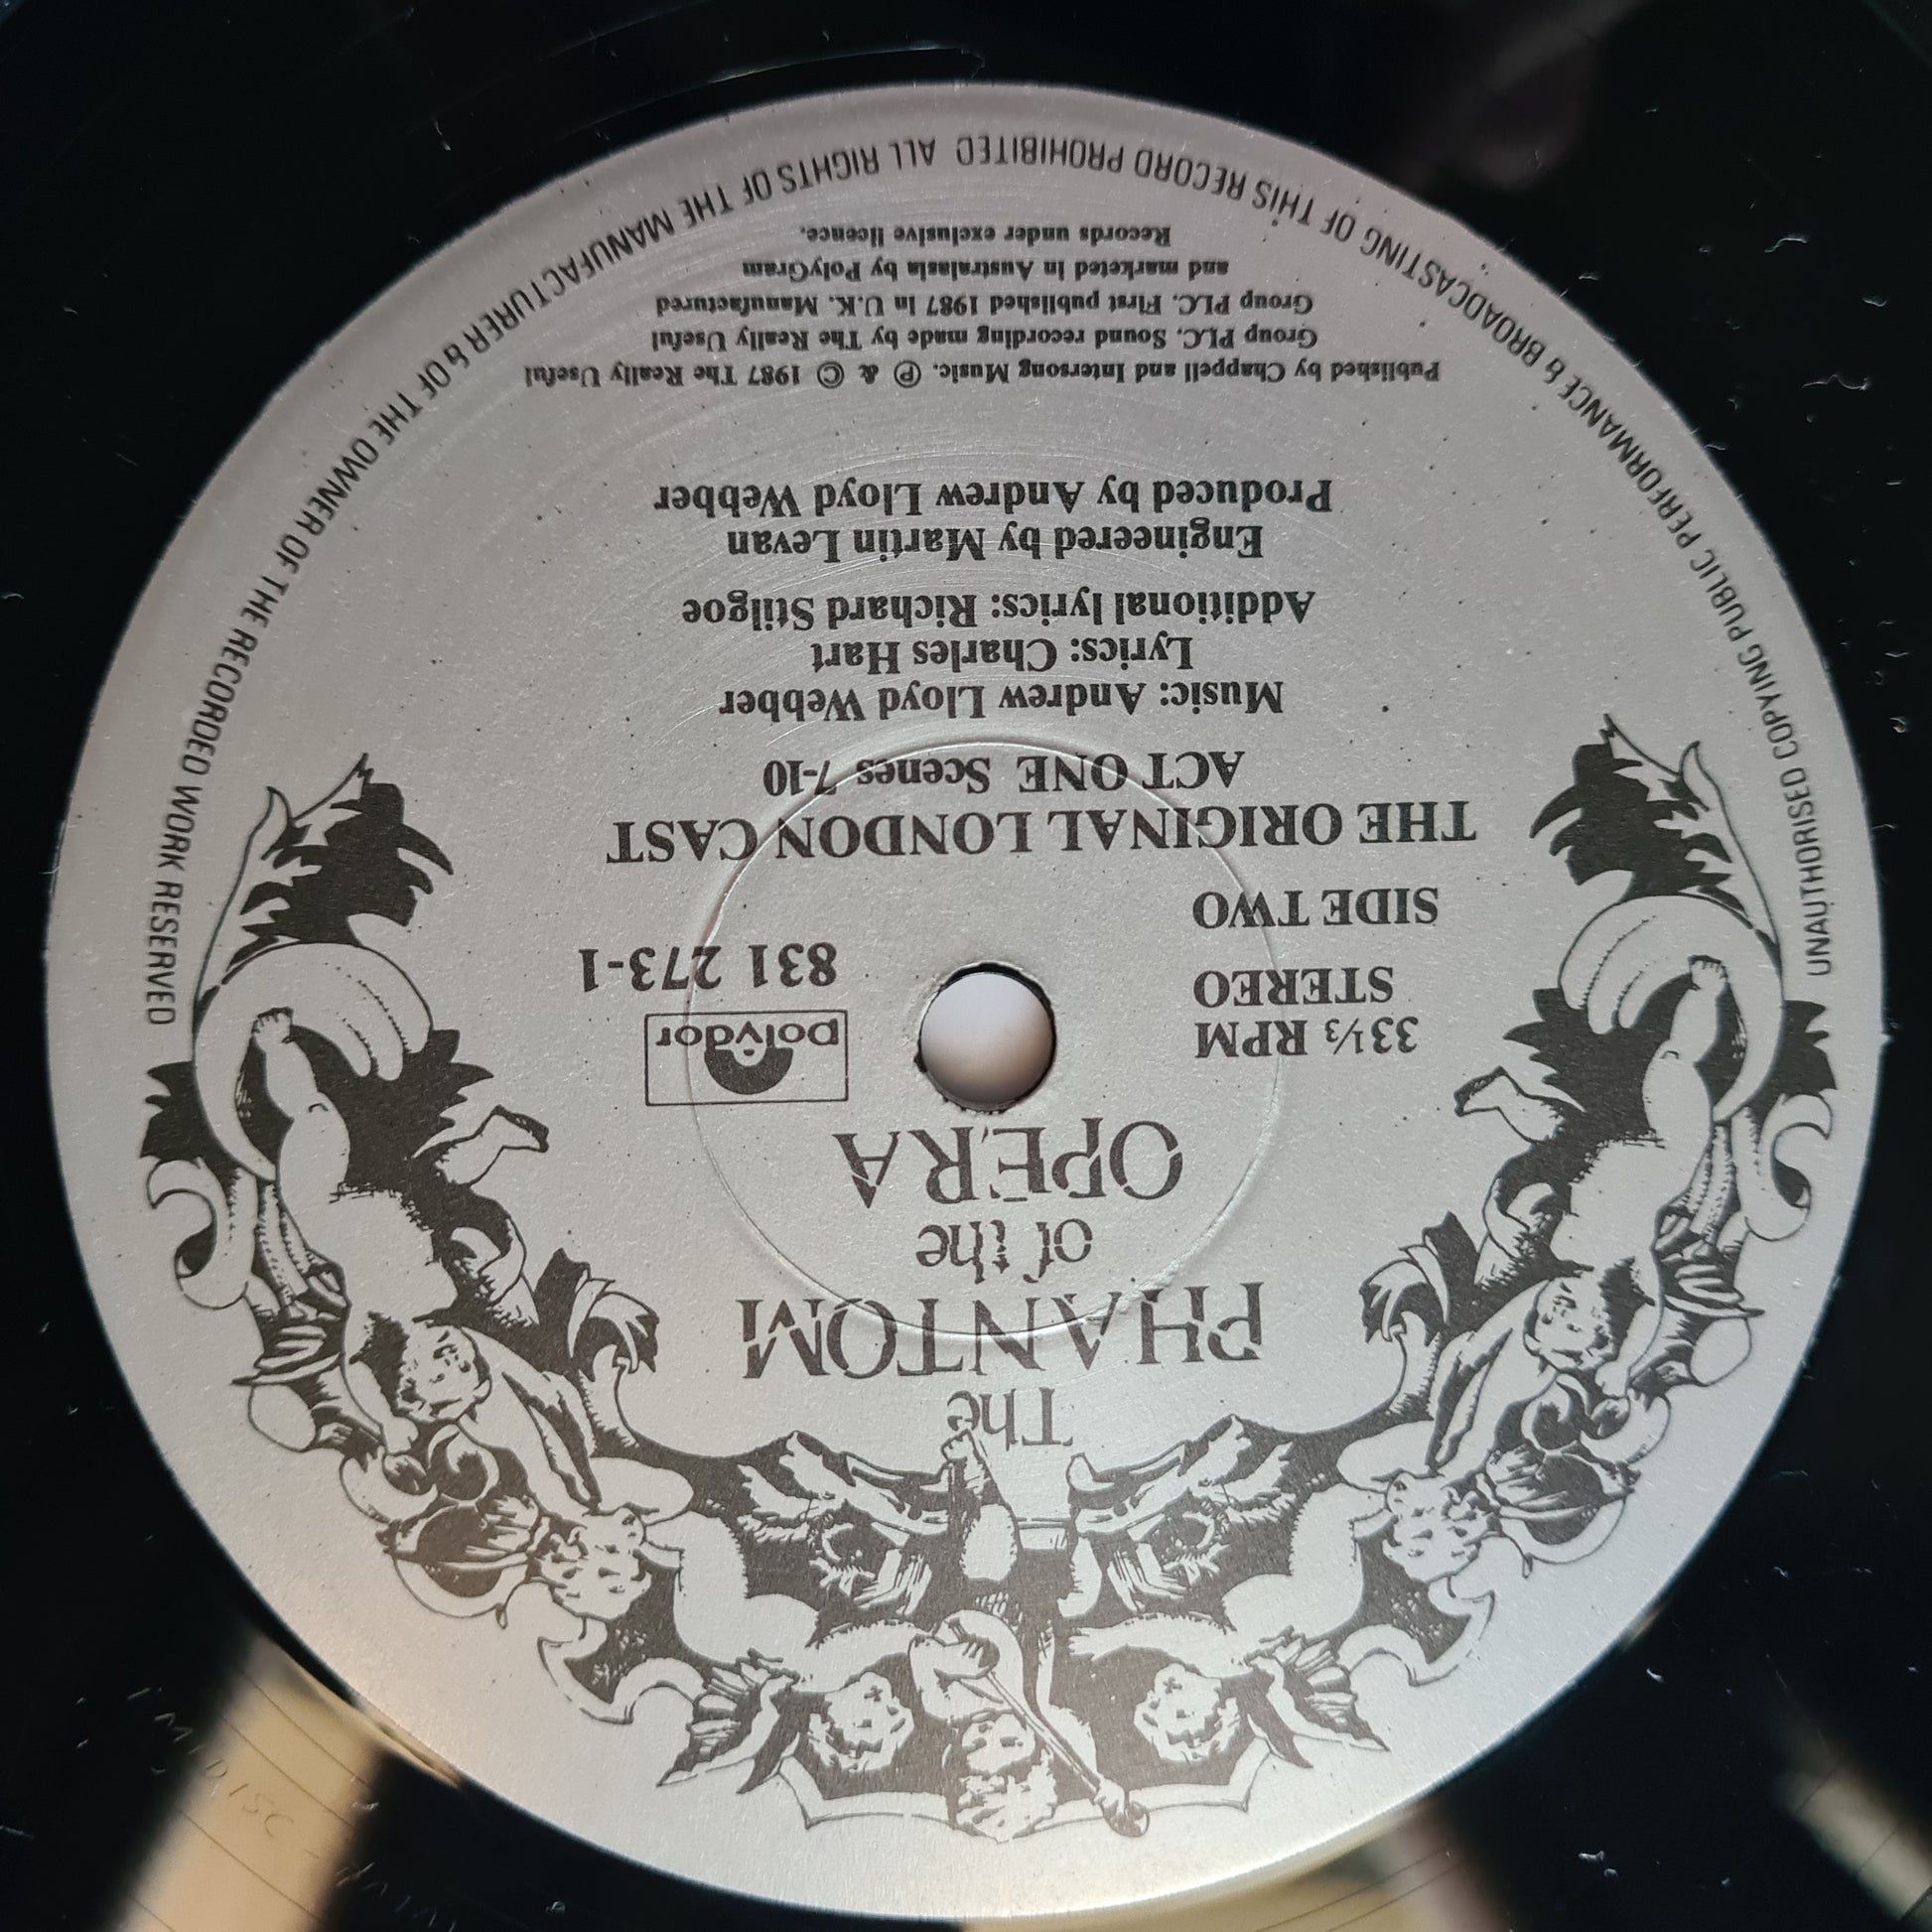 The
PHANTOM
of the
OPERA
33⅓ RPM
STEREO
SIDE TWO
polydor
831 273-1
THE ORIGINAL LONDON CAST
ACT ONE Scenes 7-10
Music: Andrew Lloyd Webber
Lyrics: Charles Hart
Additional lyrics: Richard Stilgoe
Engineered by Martin Levan
Produced by Andrew Lloyd Webber
Published by Chappell and Intersong Music. ℗ & © 1987 The Really Useful
Group PLC. Sound recording made by The Really Useful
Group PLC. First published 1987 in U.K. Manufactured
and marketed in Australasia by PolyGram
Records under exclusive licence.
UNAUTHORISED COPYING PUBLIC PERFORMANCE & BROADCASTING OF THIS RECORD PROHIBITED ALL RIGHTS OF THE MANUFACTURER & OF THE OWNER OF THE RECORDED WORK RESERVED